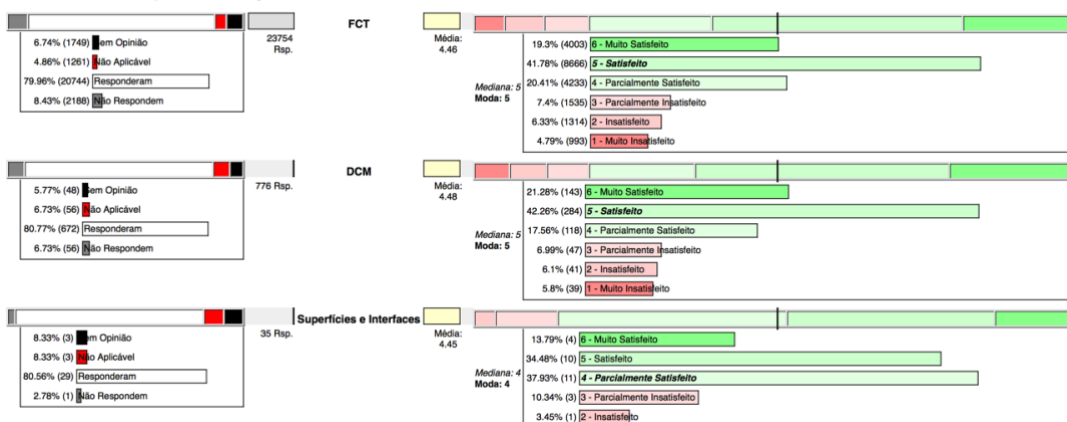 FCT
23754 Rsp.
Média: 4.46
6.74% (1749) Sem Opinião
4.86% (1261) Não Aplicável
79.96% (20744) Responderam
8.43% (2188) Não Respondem
Mediana: 5
Moda: 5
19.3% (4003) 6 - Muito Satisfeito
41.78% (8666) 5 - Satisfeito
20.41% (4233) 4 - Parcialmente Satisfeito
7.4% (1535) 3 - Parcialmente Insatisfeito
6.33% (1314) 2 - Insatisfeito
4.79% (993) 1 - Muito Insatisfeito
DCM
776 Rsp.
Média: 4.48
5.77% (48) Sem Opinião
6.73% (56) Não Aplicável
80.77% (672) Responderam
6.73% (56) Não Respondem
Mediana: 5
Moda: 5
21.28% (143) 6 - Muito Satisfeito
42.26% (284) 5 - Satisfeito
17.56% (118) 4 - Parcialmente Satisfeito
6.99% (47) 3 - Parcialmente Insatisfeito
6.1% (41) 2 - Insatisfeito
5.8% (39) 1 - Muito Insatisfeito
Superfícies e Interfaces
35 Rsp.
Média: 4.45
8.33% (3) Sem Opinião
8.33% (3) Não Aplicável
80.56% (29) Responderam
2.78% (1) Não Respondem
Mediana: 4
Moda: 4
13.79% (4) 6 - Muito Satisfeito
34.48% (10) 5 - Satisfeito
37.93% (11) 4 - Parcialmente Satisfeito
10.34% (3) 3 - Parcialmente Insatisfeito
3.45% (1) 2 - Insatisfeito